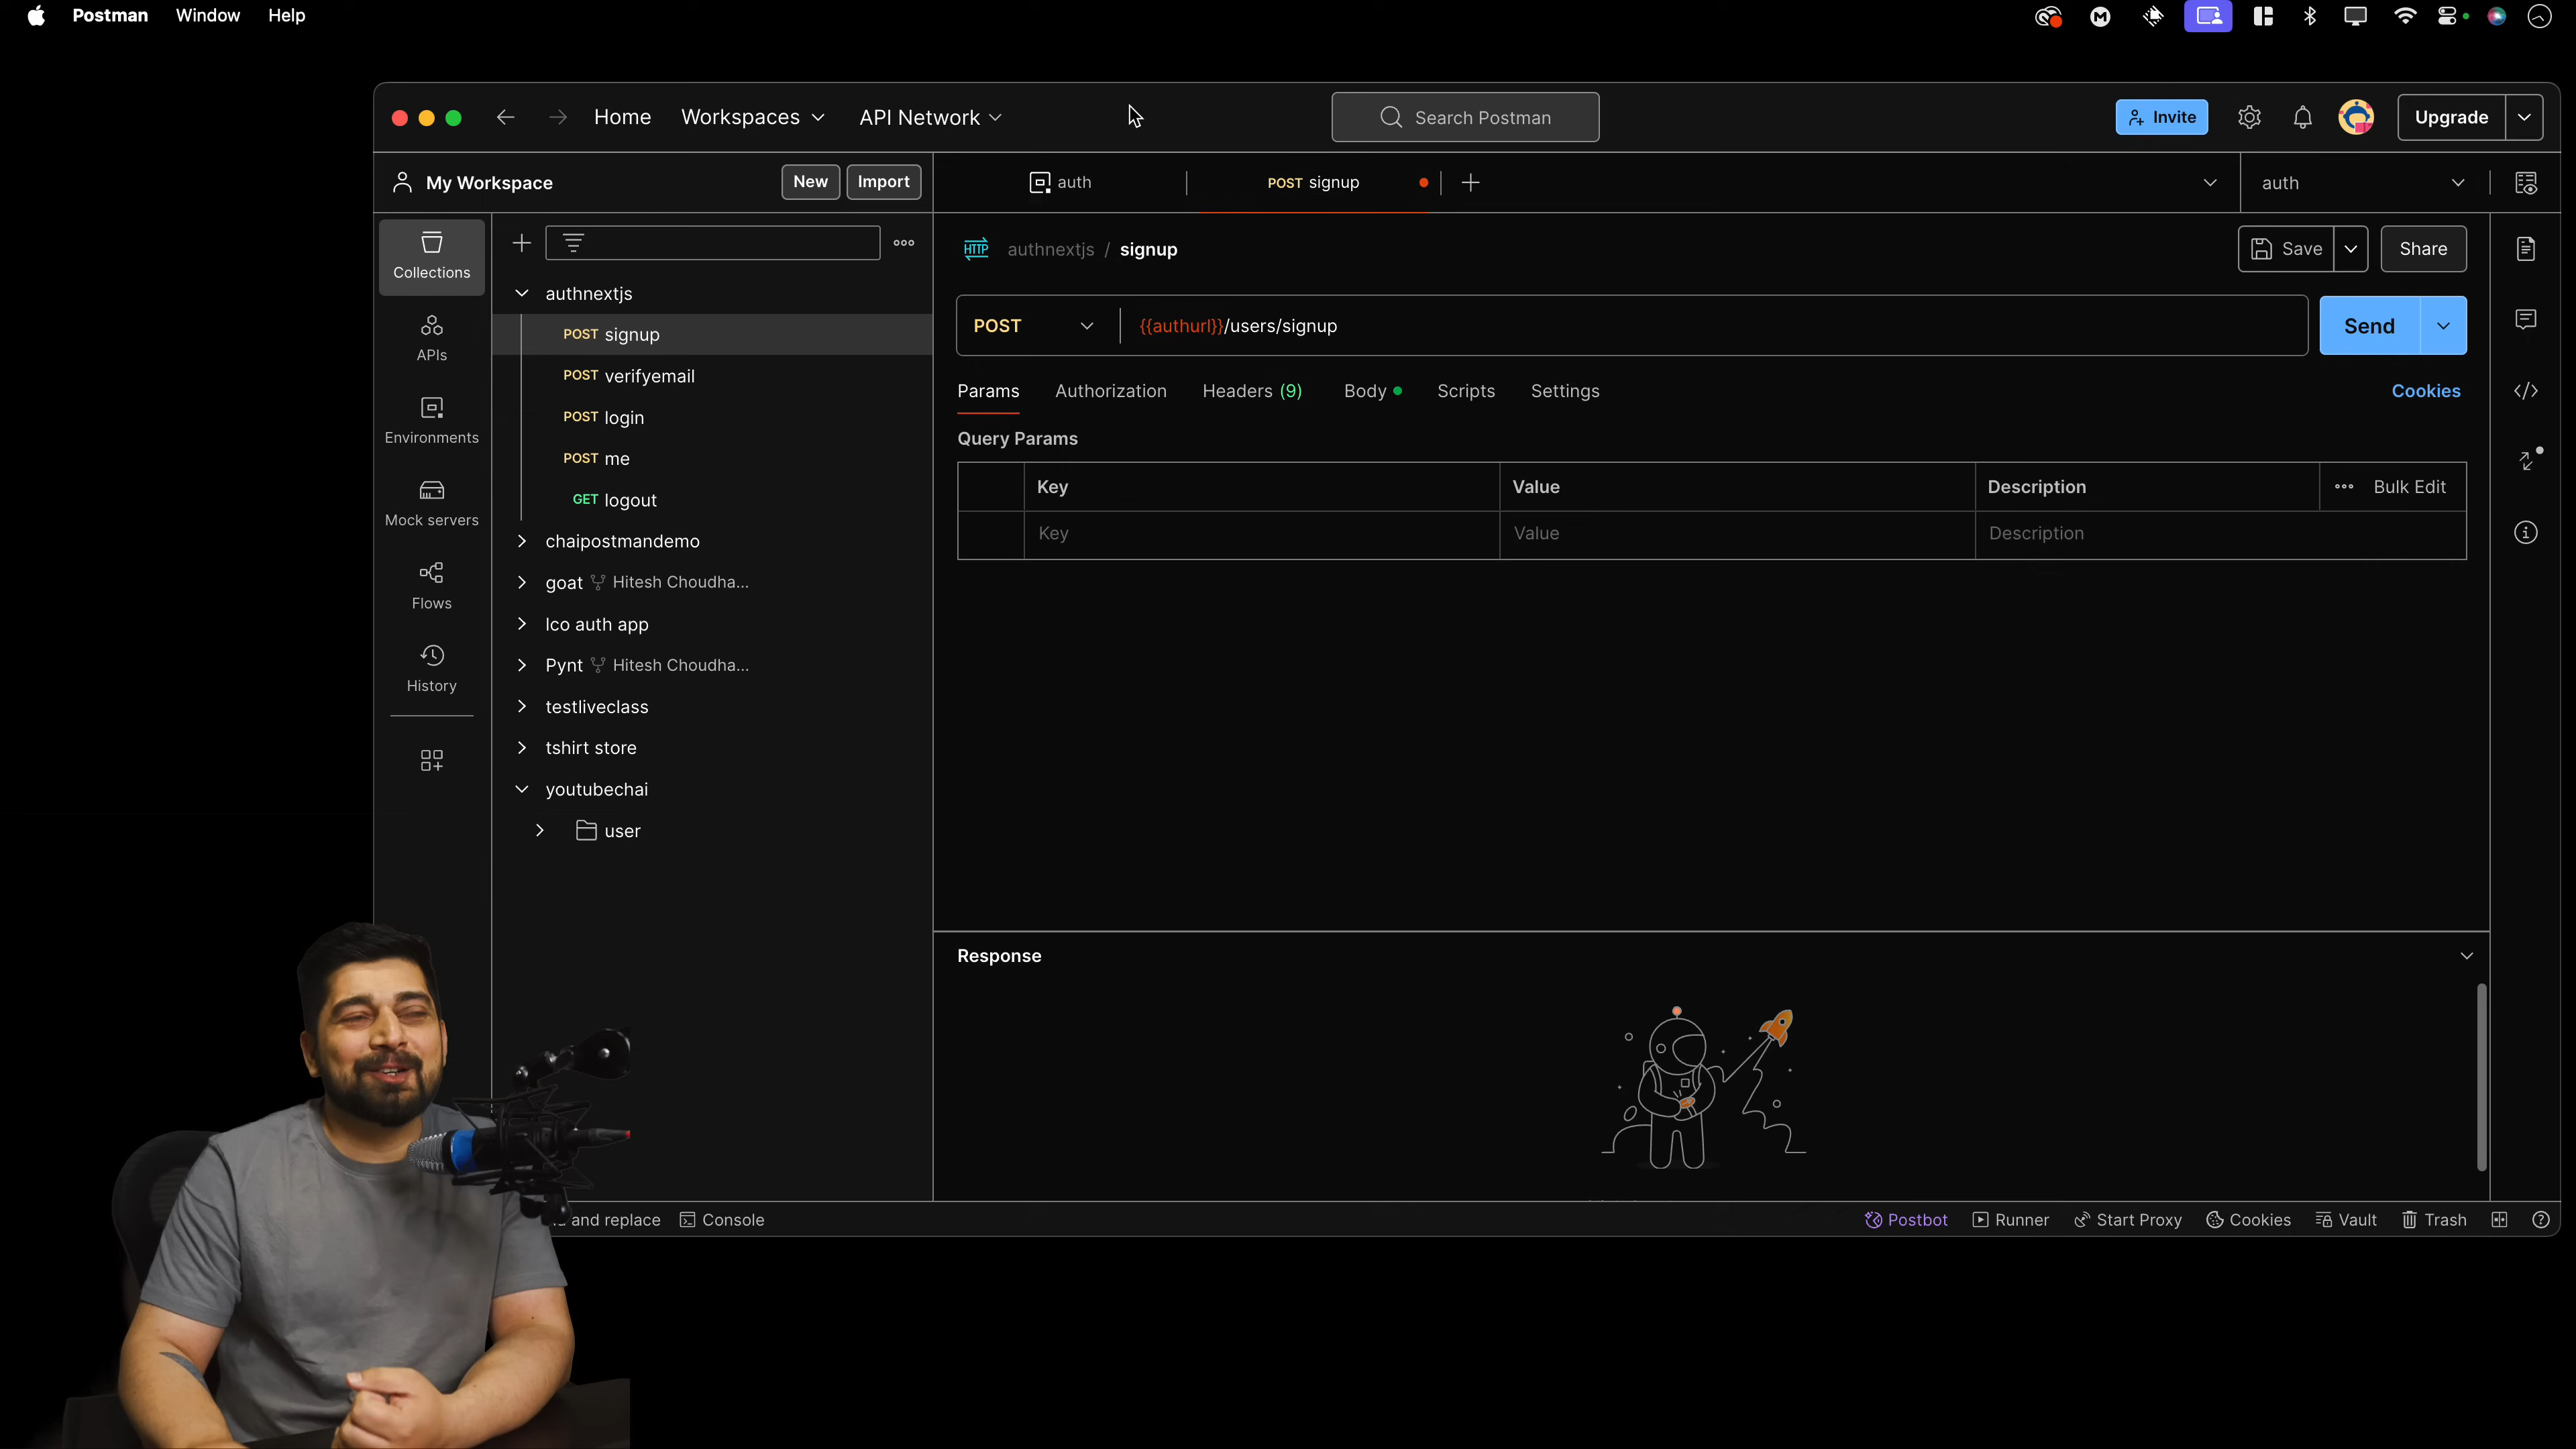 Postman Window Help
Home Workspaces API Network Search Postman Invite Upgrade
My Workspace New Import auth POST signup auth
Collections
APIs
Environments
Mock servers
Flows
History
authnextjs
POST signup
POST verifyemail
POST login
POST me
GET logout
chaipostmandemo
goat Hitesh Choudha...
lco auth app
Pynt Hitesh Choudha...
testliveclass
tshirt store
youtubechai
user
HTTP authnextjs / signup Save Share
POST {{authurl}}/users/signup Send
Params Authorization Headers (9) Body Scripts Settings Cookies
Query Params
Key Value Description Bulk Edit
Key Value Description
Response
and replace Console Postbot Runner Start Proxy Cookies Vault Trash